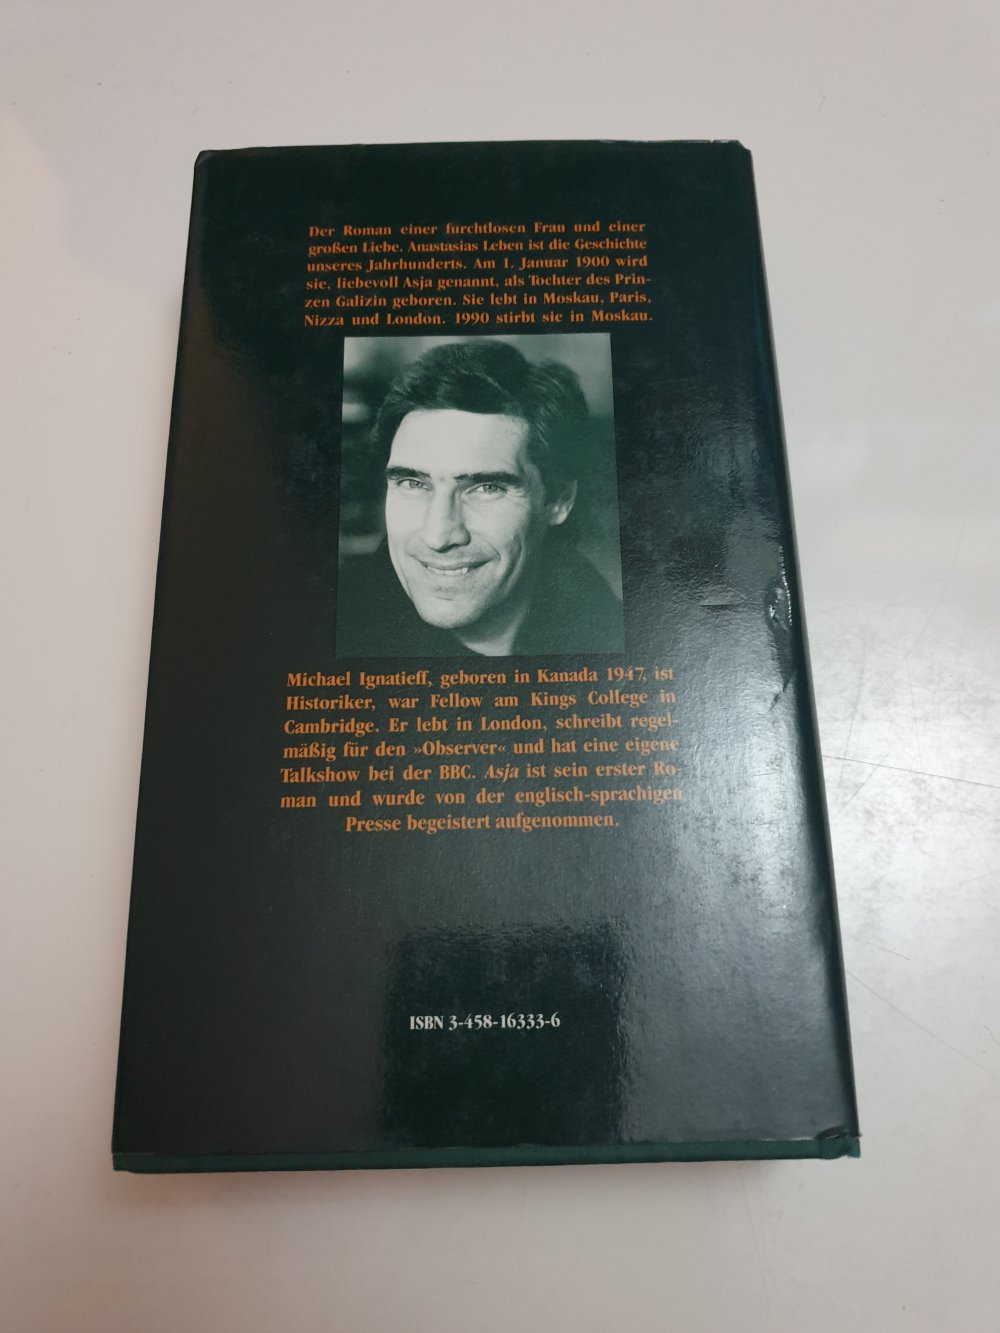 Der Roman einer furchtlosen Frau und einer
großen Liebe. Anastasias Leben ist die Geschichte
unseres Jahrhunderts. Am 1. Januar 1900 wird
sie, liebevoll Asja genannt, als Tochter des Prin-
zen Galizin geboren. Sie lebt in Moskau, Paris,
Nizza und London. 1990 stirbt sie in Moskau.
Michael Ignatieff, geboren in Kanada 1947, ist
Historiker, war Fellow am Kings College in
Cambridge. Er lebt in London, schreibt regel-
mäßig für den »Observer« und hat eine eigene
Talkshow bei der BBC. Asja ist sein erster Ro-
man und wurde von der englisch-sprachigen
Presse begeistert aufgenommen.
ISBN 3-458-16333-6